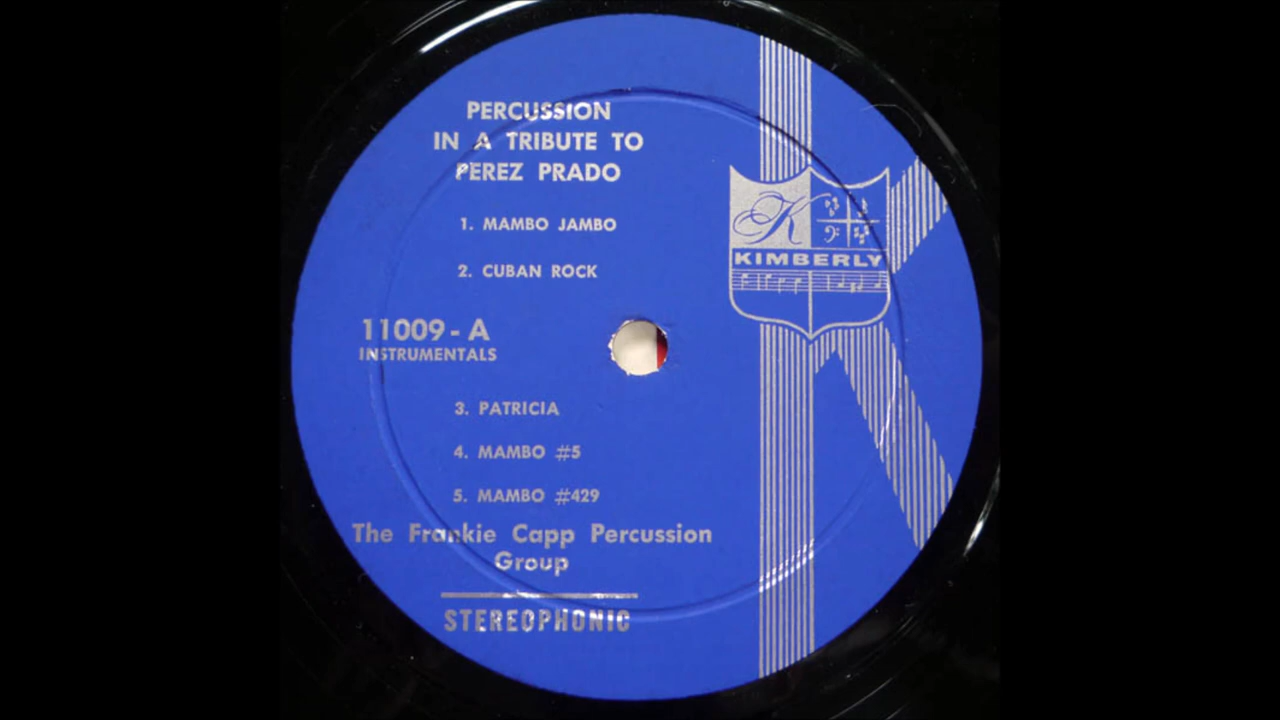 PERCUSSION
IN A TRIBUTE TO
PEREZ PRADO
1. MAMBO JAMBO
2. CUBAN ROCK
K
KIMBERLY
11009-A
INSTRUMENTALS
3. PATRICIA
4. MAMBO #5
5. MAMBO #429
The Frankie Capp Percussion
Group
STEREOPHONIC